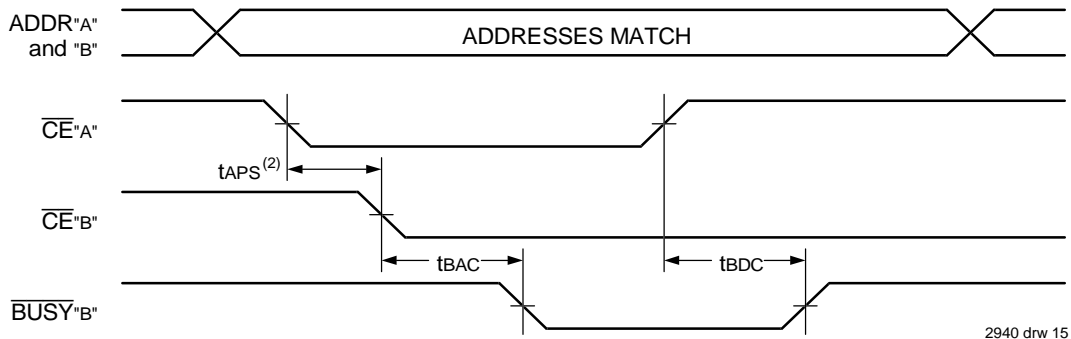 ADDR"A"
and "B"
ADDRESSES MATCH
CE"A"
tAPS(2)
CE"B"
tBAC
tBDC
BUSY"B"
2940 drw 15